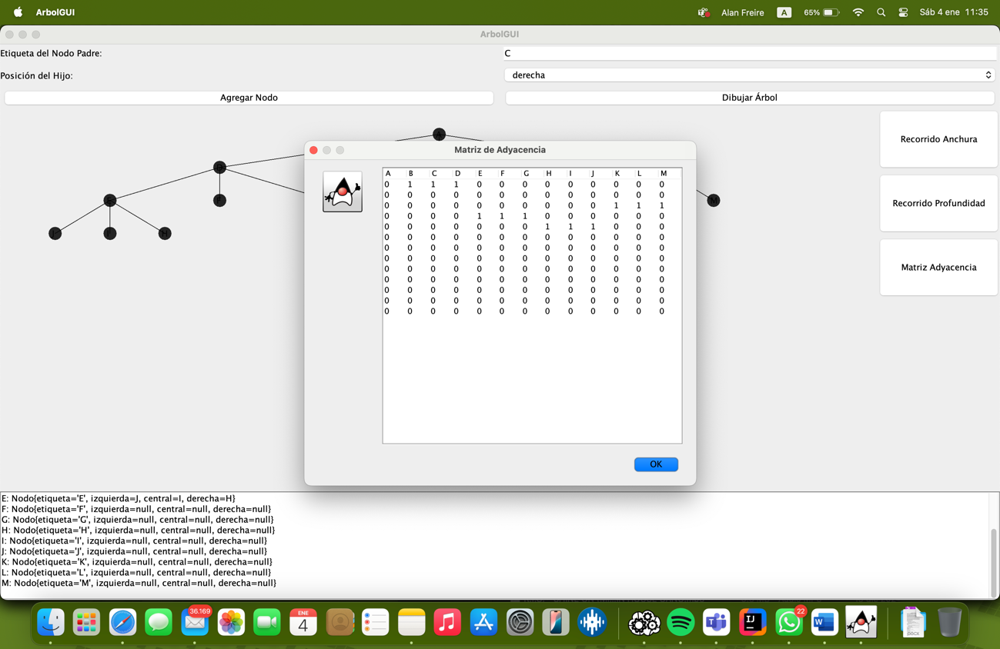 ArbolGUI
Alan Freire A 65% Sáb 4 ene 11:35
ArbolGUI
Etiqueta del Nodo Padre: C
Posición del Hijo: derecha
Agregar Nodo Dibujar Árbol
Recorrido Anchura
Recorrido Profundidad
Matriz Adyacencia
A
D
E F M
J I H
Matriz de Adyacencia
A B C D E F G H I J K L M
0 1 1 1 0 0 0 0 0 0 0 0 0
0 0 0 0 0 0 0 0 0 0 0 0 0
0 0 0 0 0 0 0 0 0 0 1 1 1
0 0 0 0 1 1 1 0 0 0 0 0 0
0 0 0 0 0 0 0 1 1 1 0 0 0
0 0 0 0 0 0 0 0 0 0 0 0 0
0 0 0 0 0 0 0 0 0 0 0 0 0
0 0 0 0 0 0 0 0 0 0 0 0 0
0 0 0 0 0 0 0 0 0 0 0 0 0
0 0 0 0 0 0 0 0 0 0 0 0 0
0 0 0 0 0 0 0 0 0 0 0 0 0
0 0 0 0 0 0 0 0 0 0 0 0 0
0 0 0 0 0 0 0 0 0 0 0 0 0
OK
E: Nodo{etiqueta='E', izquierda=J, central=I, derecha=H}
F: Nodo{etiqueta='F', izquierda=null, central=null, derecha=null}
G: Nodo{etiqueta='G', izquierda=null, central=null, derecha=null}
H: Nodo{etiqueta='H', izquierda=null, central=null, derecha=null}
I: Nodo{etiqueta='I', izquierda=null, central=null, derecha=null}
J: Nodo{etiqueta='J', izquierda=null, central=null, derecha=null}
K: Nodo{etiqueta='K', izquierda=null, central=null, derecha=null}
L: Nodo{etiqueta='L', izquierda=null, central=null, derecha=null}
M: Nodo{etiqueta='M', izquierda=null, central=null, derecha=null}
36.169
ENE
4
IJ
22
W